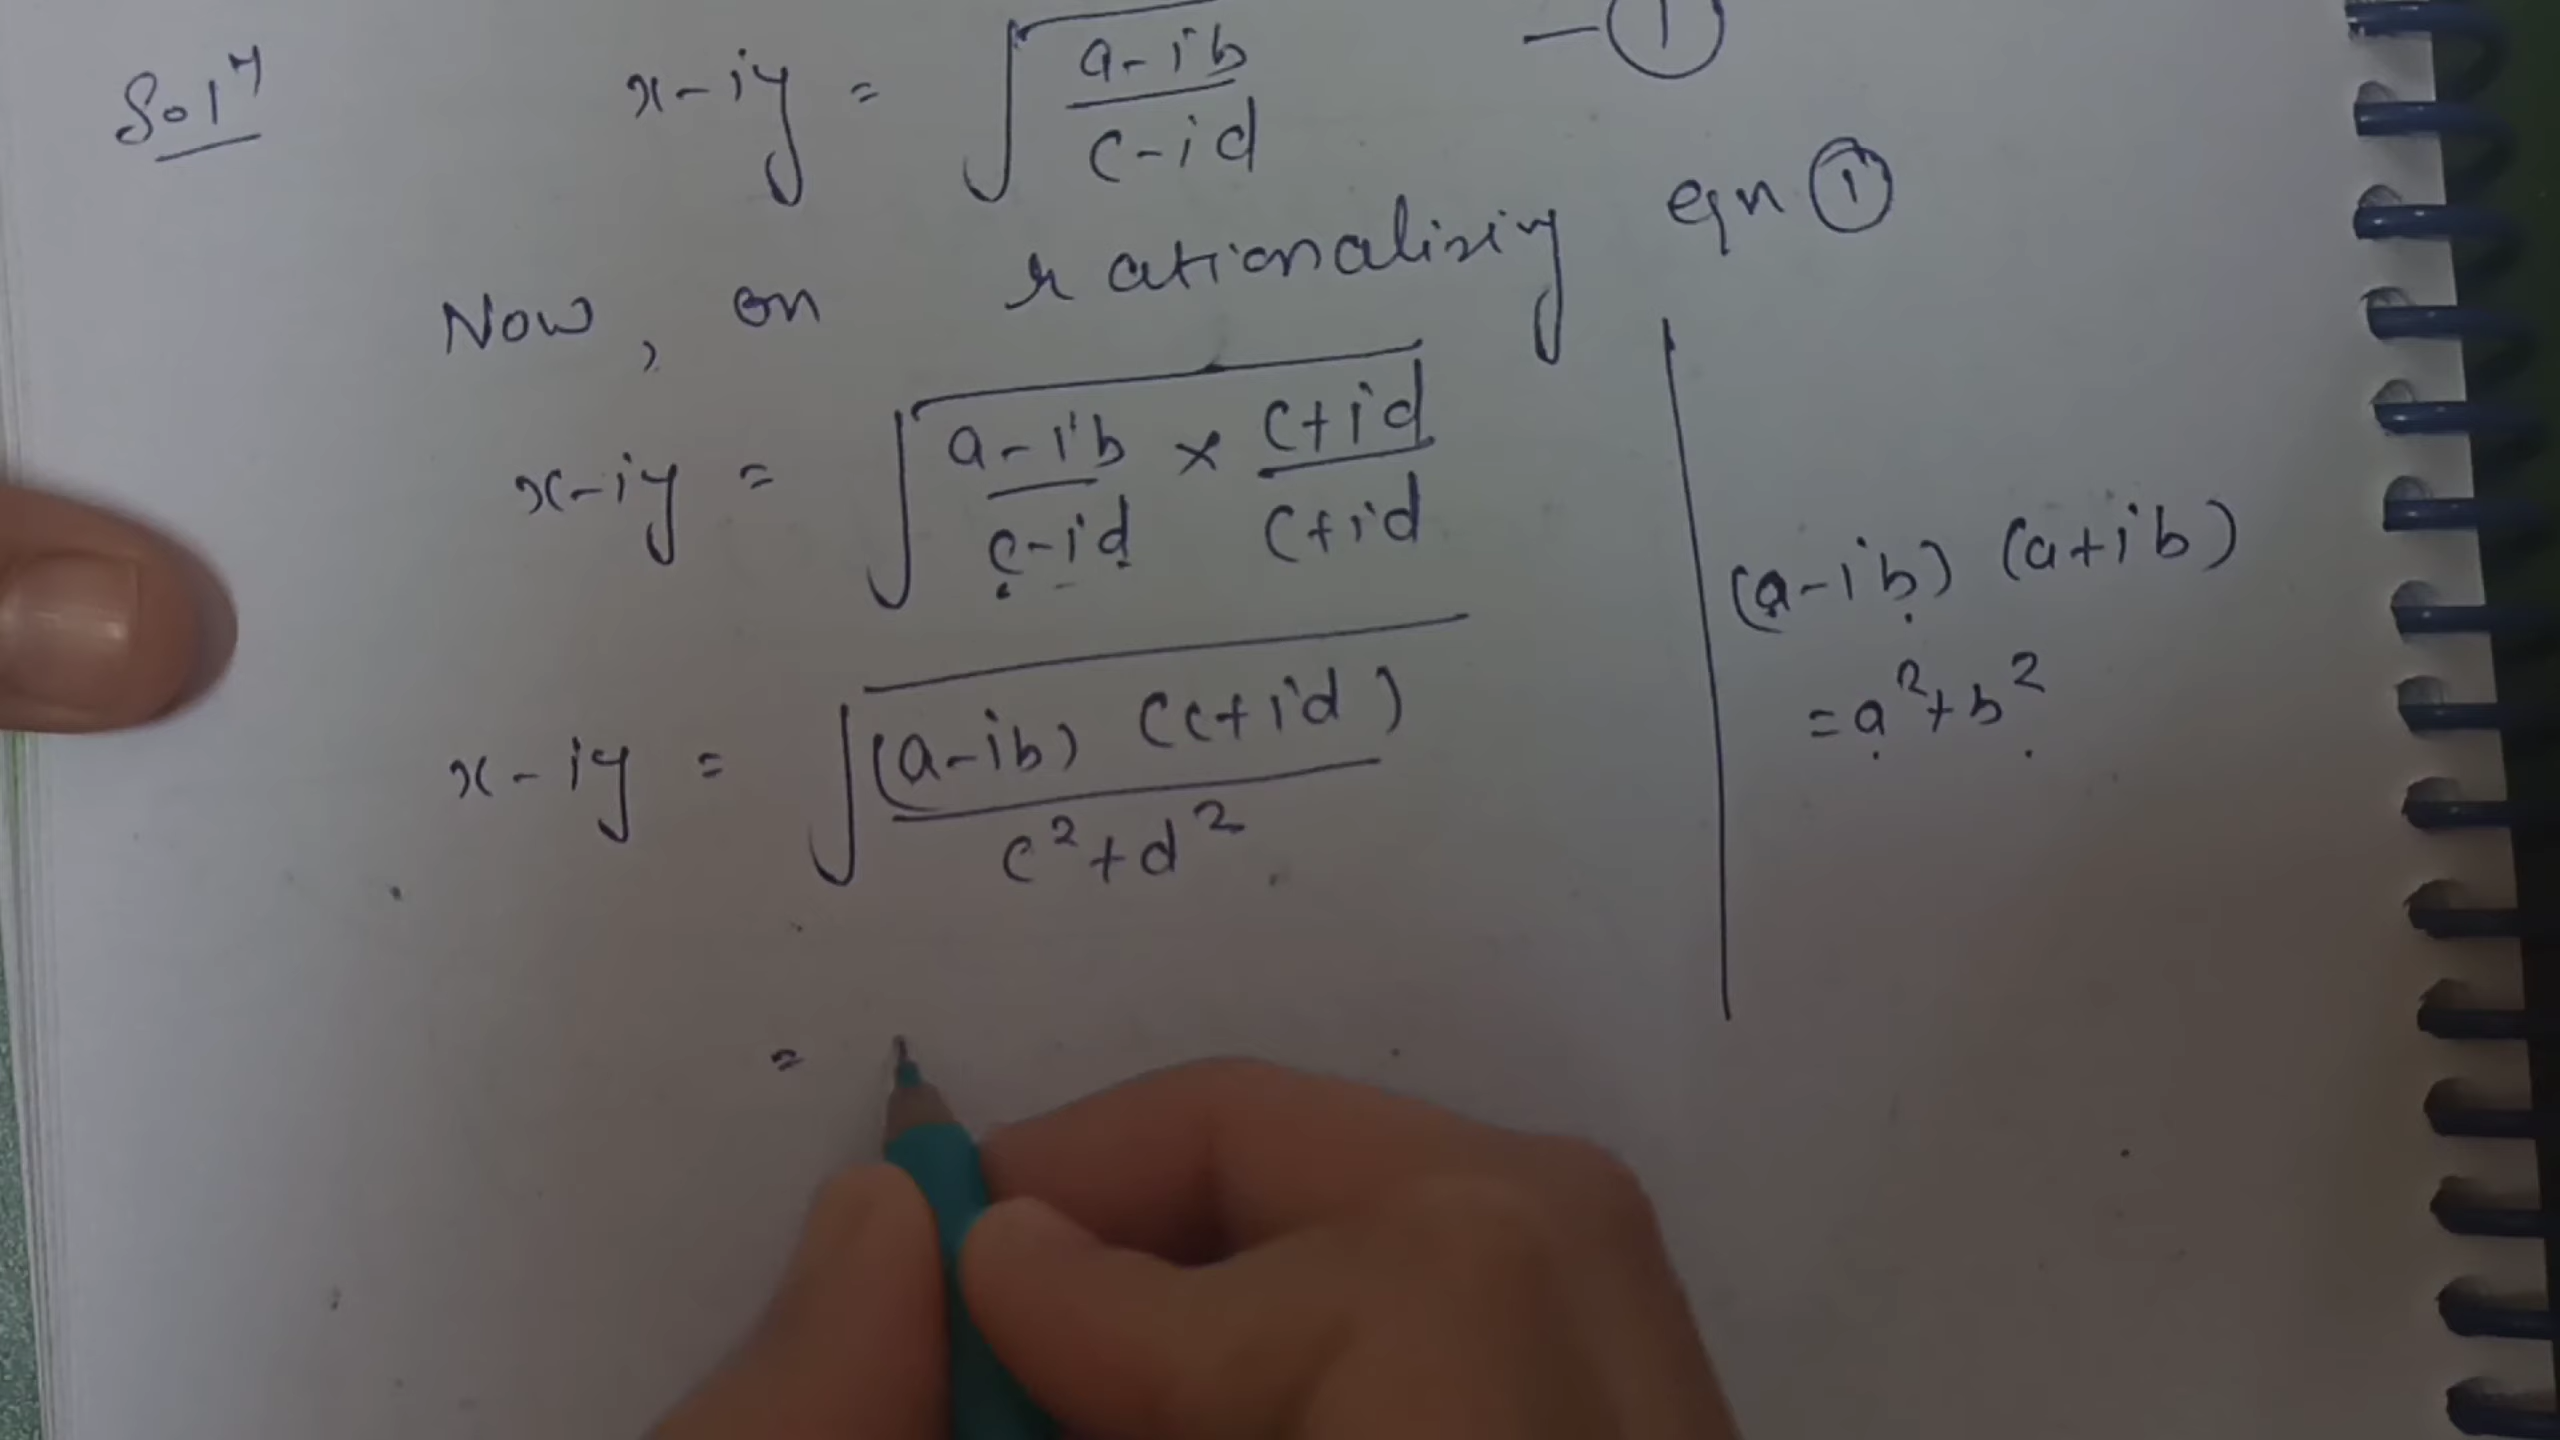 Solⁿ x-iy = √(a-ib / c-id) - ①
Now, on rationalizing eqn ①
x-iy = √(a-ib / c-id × c+id / c+id)
(a-ib) (a+ib)
= a²+b²
x-iy = √((a-ib) (c+id) / c²+d²)
=